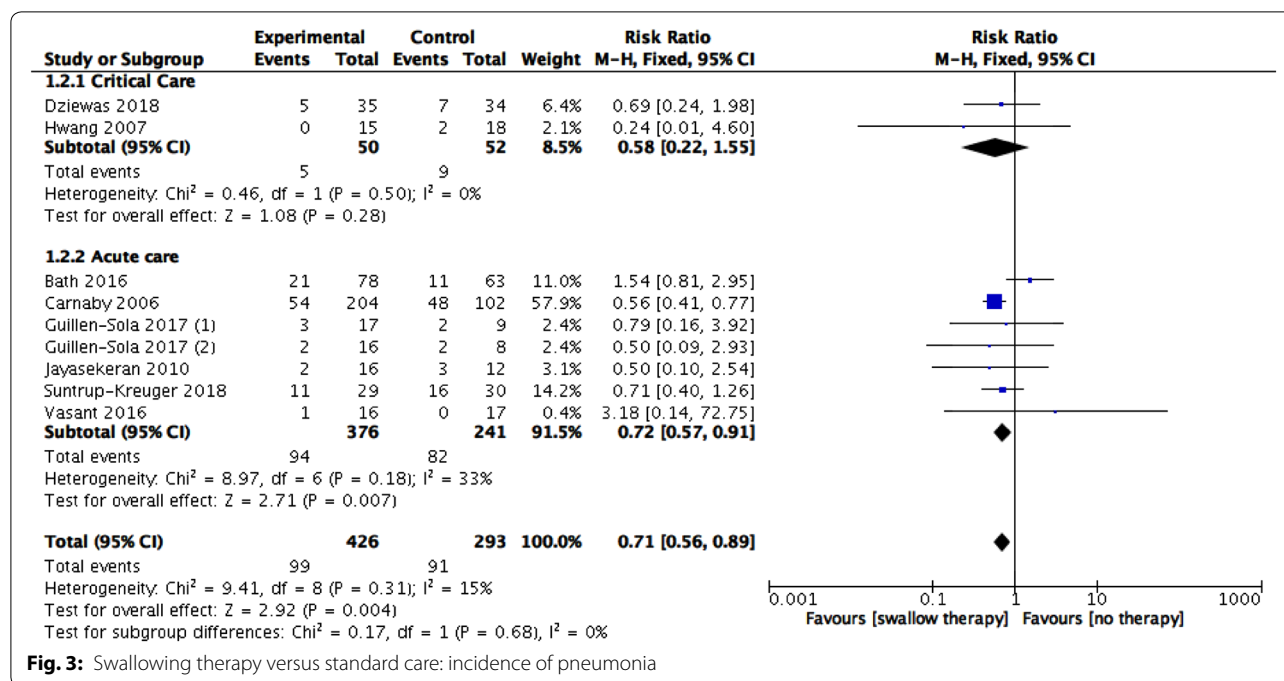 Experimental Control Risk Ratio Risk Ratio
Study or Subgroup Events Total Events Total Weight M-H, Fixed, 95% CI M-H, Fixed, 95% CI
1.2.1 Critical Care
Dziewas 2018 5 35 7 34 6.4% 0.69 [0.24, 1.98]
Hwang 2007 0 15 2 18 2.1% 0.24 [0.01, 4.60]
Subtotal (95% CI) 50 52 8.5% 0.58 [0.22, 1.55]
Total events 5 9
Heterogeneity: Chi² = 0.46, df = 1 (P = 0.50); I² = 0%
Test for overall effect: Z = 1.08 (P = 0.28)
1.2.2 Acute care
Bath 2016 21 78 11 63 11.0% 1.54 [0.81, 2.95]
Carnaby 2006 54 204 48 102 57.9% 0.56 [0.41, 0.77]
Guillen-Sola 2017 (1) 3 17 2 9 2.4% 0.79 [0.16, 3.92]
Guillen-Sola 2017 (2) 2 16 2 8 2.4% 0.50 [0.09, 2.93]
Jayasekeran 2010 2 16 3 12 3.1% 0.50 [0.10, 2.54]
Suntrup-Kreuger 2018 11 29 16 30 14.2% 0.71 [0.40, 1.26]
Vasant 2016 1 16 0 17 0.4% 3.18 [0.14, 72.75]
Subtotal (95% CI) 376 241 91.5% 0.72 [0.57, 0.91]
Total events 94 82
Heterogeneity: Chi² = 8.97, df = 6 (P = 0.18); I² = 33%
Test for overall effect: Z = 2.71 (P = 0.007)
Total (95% CI) 426 293 100.0% 0.71 [0.56, 0.89]
Total events 99 91
Heterogeneity: Chi² = 9.41, df = 8 (P = 0.31); I² = 15%
Test for overall effect: Z = 2.92 (P = 0.004)
Test for subgroup differences: Chi² = 0.17, df = 1 (P = 0.68), I² = 0%
0.001 0.1 1 10 1000
Favours [swallow therapy] Favours [no therapy]
Fig. 3: Swallowing therapy versus standard care: incidence of pneumonia